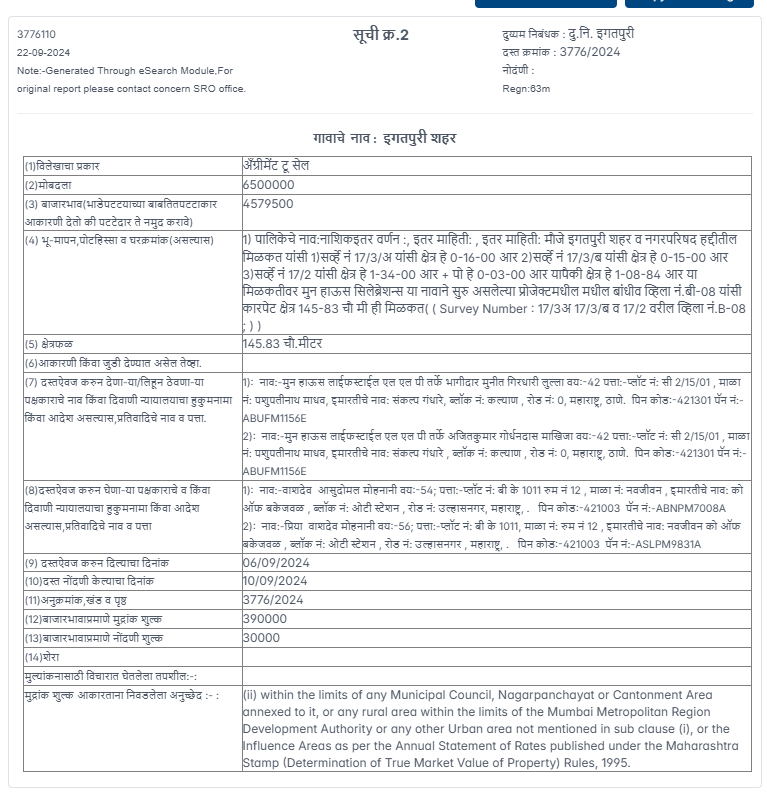 3776110
22-09-2024
Note:-Generated Through eSearch Module,For
original report please contact concern SRO office.
सूची क्र.2
दुय्यम निबंधक : दु.नि. इगतपुरी
दस्त क्रमांक : 3776/2024
नोदंणी :
Regn:63m
गावाचे नाव : इगतपुरी शहर
(1)विलेखाचा प्रकार
अँग्रीमेंट टू सेल
(2)मोबदला
6500000
(3) बाजारभाव(भाडेपटटयाच्या बाबतितपटटाकार
आकारणी देतो की पटटेदार ते नमुद करावे)
4579500
(4) भू-मापन,पोटहिस्सा व घरक्रमांक(असल्यास)
1) पालिकेचे नाव:नाशिकइतर वर्णन :, इतर माहिती: , इतर माहिती: मौजे इगतपुरी शहर व नगरपरिषद हद्दीतील
मिळकत यांसी 1)सर्व्हे नं 17/3/अ यांसी क्षेत्र हे 0-16-00 आर 2)सर्व्हे नं 17/3/ब यांसी क्षेत्र हे 0-15-00 आर
3)सर्व्हे नं 17/2 यांसी क्षेत्र हे 1-34-00 आर + पो हे 0-03-00 आर यापैकी क्षेत्र हे 1-08-84 आर या
मिळकतीवर मुन हाऊस सिलेब्रेशन्स या नावाने सुरु असलेल्या प्रोजेक्टमधील मधील बांधीव व्हिला नं.बी-08 यांसी
कारपेट क्षेत्र 145-83 चौ मी ही मिळकत( ( Survey Number : 17/3अ 17/3/ब व 17/2 वरील व्हिला नं.B-08
; ) )
(5) क्षेत्रफळ
145.83 चौ.मीटर
(6)आकारणी किंवा जुडी देण्यात असेल तेव्हा.
(7) दस्तऐवज करुन देणा-या/लिहून ठेवणा-या
पक्षकाराचे नाव किंवा दिवाणी न्यायालयाचा हुकुमनामा
किंवा आदेश असल्यास,प्रतिवादिचे नाव व पत्ता.
1): नाव:-मुन हाऊस लाईफस्टाईल एल एल पी तर्फे भागीदार मुनीत गिरधारी लुल्ला वय:-42 पत्ता:-प्लॉट नं: सी 2/15/01 , माळा
नं: पशुपतीनाथ माधव, इमारतीचे नाव: संकल्प गंधारे, ब्लॉक नं: कल्याण , रोड नं: 0, महाराष्ट्र, ठाणे. पिन कोड:-421301 पॅन नं:-
ABUFM1156E
2): नाव:-मुन हाऊस लाईफस्टाईल एल एल पी तर्फे अजितकुमार गोर्धनदास माखिजा वय:-42 पत्ता:-प्लॉट नं: सी 2/15/01 , माळा
नं: पशुपतीनाथ माधव, इमारतीचे नाव: संकल्प गंधारे , ब्लॉक नं: कल्याण , रोड नं: 0, महाराष्ट्र, ठाणे. पिन कोड:-421301 पॅन नं:-
ABUFM1156E
(8)दस्तऐवज करुन घेणा-या पक्षकाराचे व किंवा
दिवाणी न्यायालयाचा हुकुमनामा किंवा आदेश
असल्यास,प्रतिवादिचे नाव व पत्ता
1): नाव:-वाशदेव आसुदोमल मोहनानी वय:-54; पत्ता:-प्लॉट नं: बी के 1011 रुम नं 12 , माळा नं: नवजीवन , इमारतीचे नाव: को
ऑफ बकेजवळ , ब्लॉक नं: ओटी स्टेशन , रोड नं: उल्हासनगर, महाराष्ट्र, . पिन कोड:-421003 पॅन नं:-ABNPM7008A
2): नाव:-प्रिया वाशदेव मोहनानी वय:-56; पत्ता:-प्लॉट नं: बी के 1011, माळा नं: रुम नं 12 , इमारतीचे नाव: नवजीवन को ऑफ
बकेजवळ , ब्लॉक नं: ओटी स्टेशन , रोड नं: उल्हासनगर , महाराष्ट्र, . पिन कोड:-421003 पॅन नं:-ASLPM9831A
(9) दस्तऐवज करुन दिल्याचा दिनांक
06/09/2024
(10)दस्त नोंदणी केल्याचा दिनांक
10/09/2024
(11)अनुक्रमांक,खंड व पृष्ठ
3776/2024
(12)बाजारभावाप्रमाणे मुद्रांक शुल्क
390000
(13)बाजारभावाप्रमाणे नोंदणी शुल्क
30000
(14)शेरा
मुल्यांकनासाठी विचारात घेतलेला तपशील:-:
मुद्रांक शुल्क आकारताना निवडलेला अनुच्छेद :- :
(ii) within the limits of any Municipal Council, Nagarpanchayat or Cantonment Area
annexed to it, or any rural area within the limits of the Mumbai Metropolitan Region
Development Authority or any other Urban area not mentioned in sub clause (i), or the
Influence Areas as per the Annual Statement of Rates published under the Maharashtra
Stamp (Determination of True Market Value of Property) Rules, 1995.